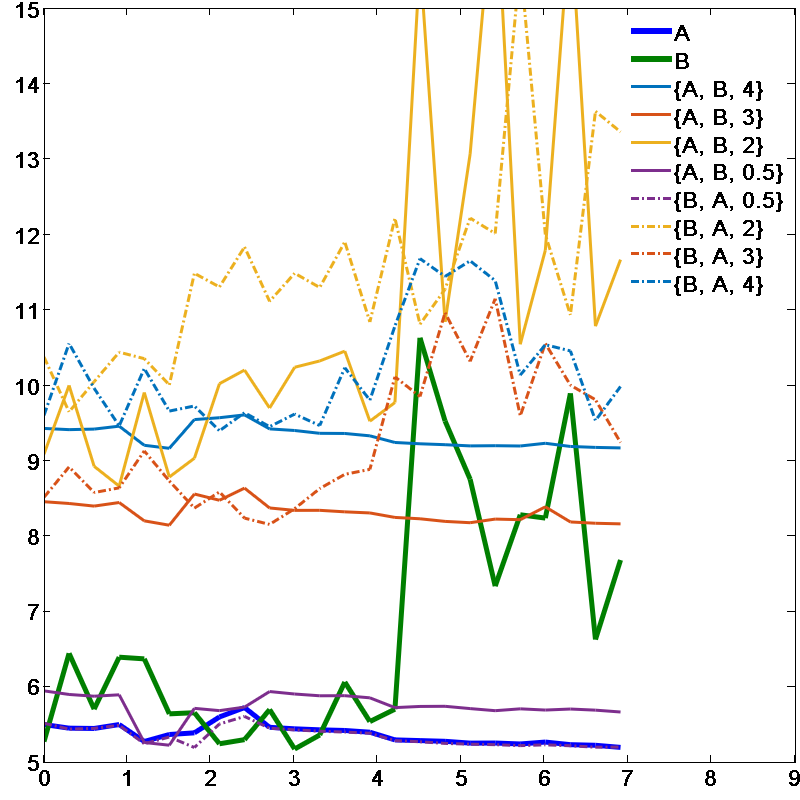 15
14
13
12
11
10
9
8
7
6
5
0 1 2 3 4 5 6 7 8 9
A
B
{A, B, 4}
{A, B, 3}
{A, B, 2}
{A, B, 0.5}
{B, A, 0.5}
{B, A, 2}
{B, A, 3}
{B, A, 4}